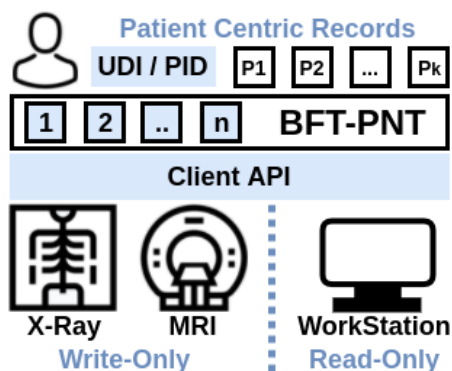 Patient Centric Records
UDI / PID P1 P2 ... Pk
1 2 .. n BFT-PNT
Client API
X-Ray MRI WorkStation
Write-Only Read-Only